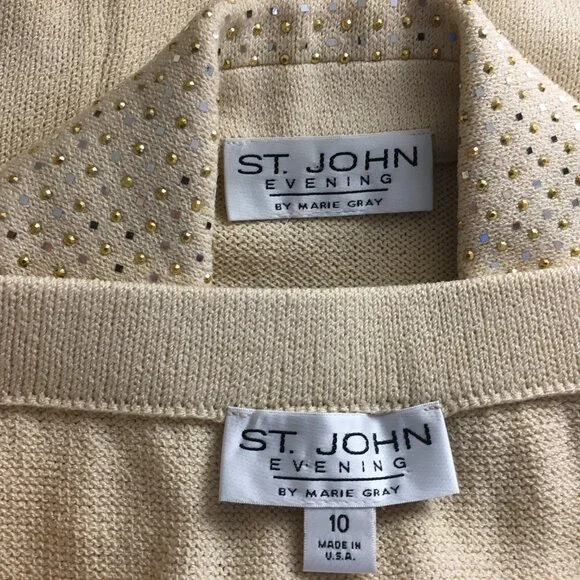 ST. JOHN
EVENING
BY MARIE GRAY
ST. JOHN
EVENING
BY MARIE GRAY
10
MADE IN
U.S.A.